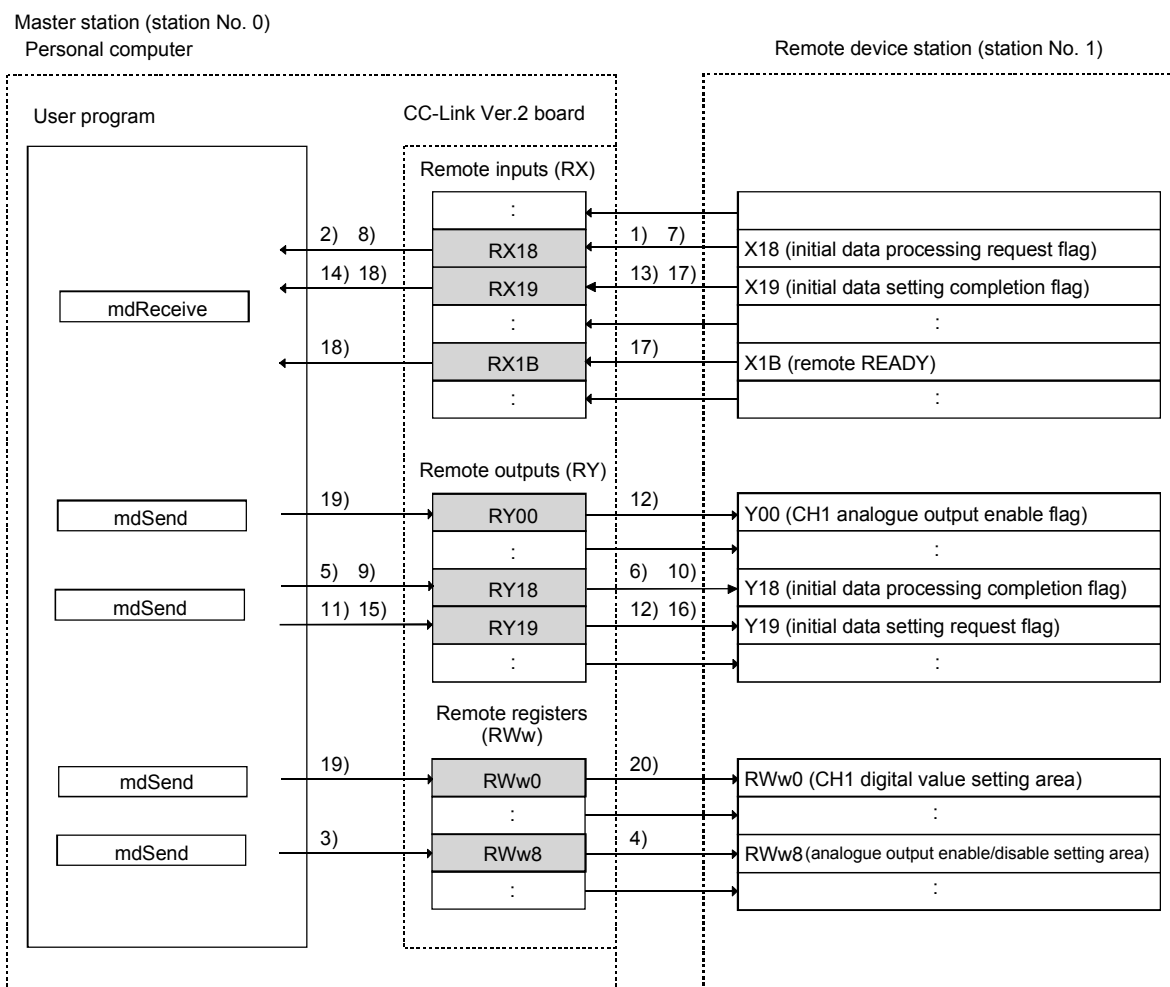 Master station (station No. 0)
Personal computer
Remote device station (station No. 1)
User program
CC-Link Ver.2 board
Remote inputs (RX)
:
2) 8) RX18 1) 7) X18 (initial data processing request flag)
14) 18) RX19 13) 17) X19 (initial data setting completion flag)
mdReceive
: :
18) RX1B 17) X1B (remote READY)
: :
Remote outputs (RY)
mdSend 19) RY00 12) Y00 (CH1 analogue output enable flag)
: :
5) 9) RY18 6) 10) Y18 (initial data processing completion flag)
mdSend
11) 15) RY19 12) 16) Y19 (initial data setting request flag)
: :
Remote registers
(RWw)
mdSend 19) RWw0 20) RWw0 (CH1 digital value setting area)
: :
mdSend 3) RWw8 4) RWw8 (analogue output enable/disable setting area)
: :